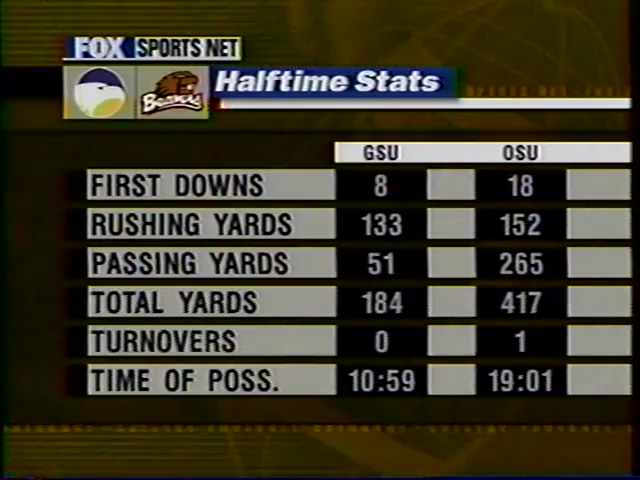 FOX SPORTS NET
Beavers
Halftime Stats
GSU OSU
FIRST DOWNS 8 18
RUSHING YARDS 133 152
PASSING YARDS 51 265
TOTAL YARDS 184 417
TURNOVERS 0 1
TIME OF POSS. 10:59 19:01